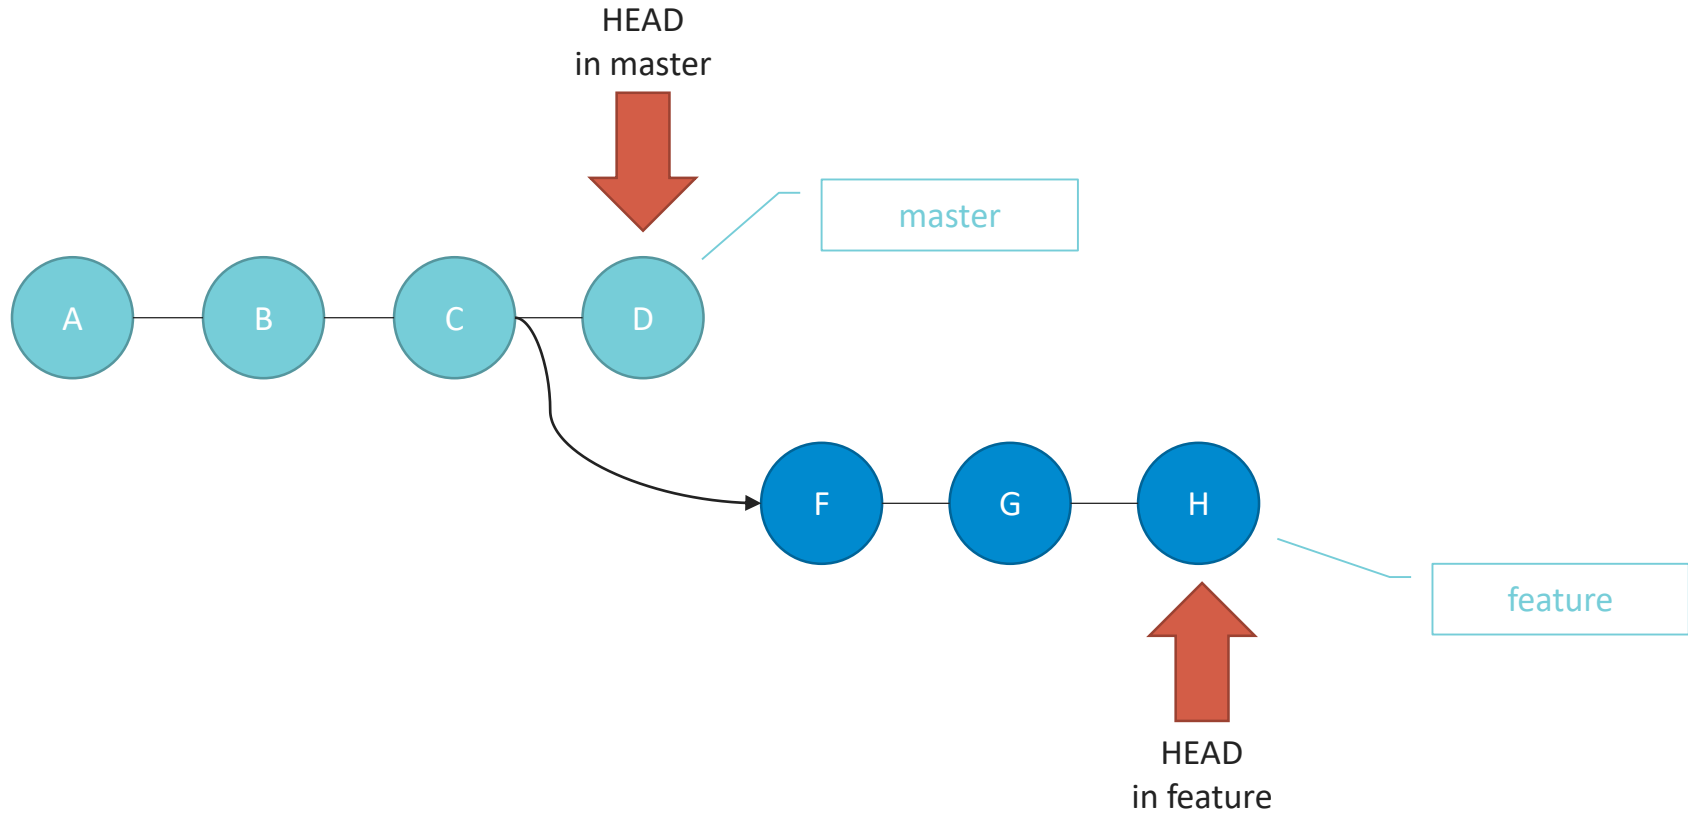 HEAD
in master
master
A
B
C
D
F
G
H
feature
HEAD
in feature